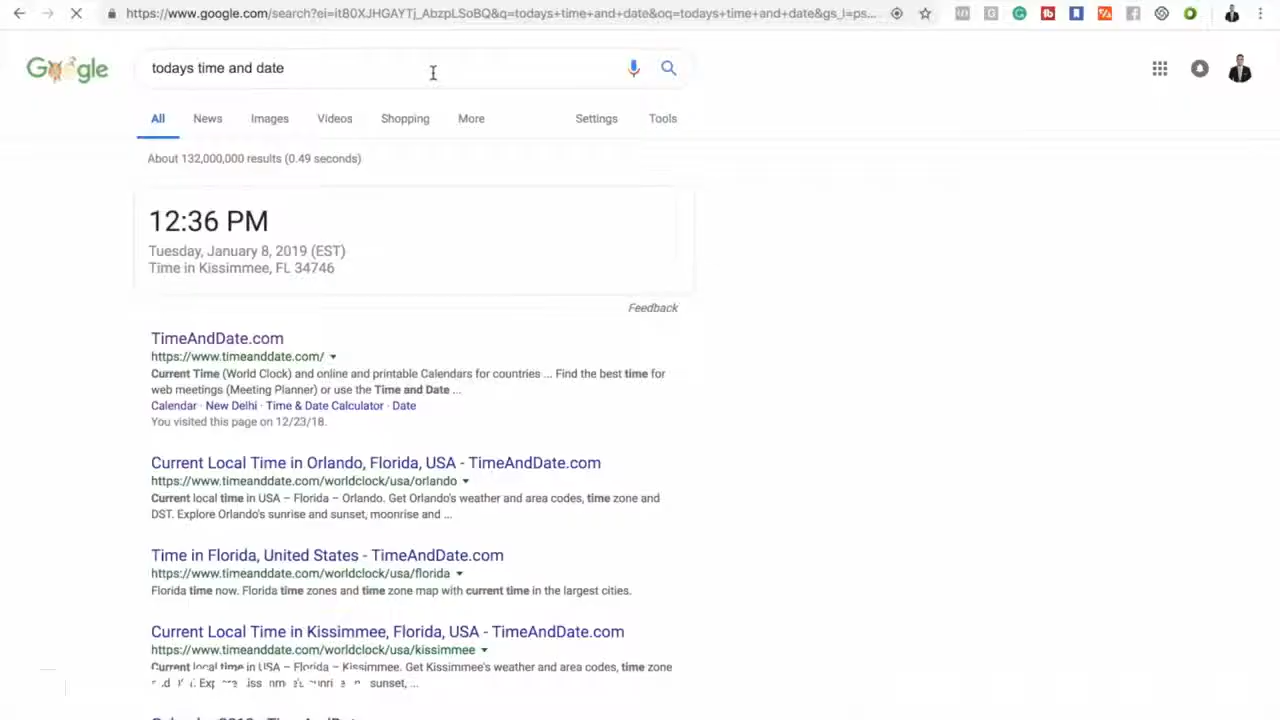 https://www.google.com/search?ei=it80XJHGAYTj_AbzpLSoBQ&q=todays+time+and+date&oq=todays+time+and+date&gs_l=ps...
Google
todays time and date
All News Images Videos Shopping More Settings Tools
About 132,000,000 results (0.49 seconds)
12:36 PM
Tuesday, January 8, 2019 (EST)
Time in Kissimmee, FL 34746
Feedback
TimeAndDate.com
https://www.timeanddate.com/
Current Time (World Clock) and online and printable Calendars for countries ... Find the best time for
web meetings (Meeting Planner) or use the Time and Date ...
Calendar · New Delhi · Time & Date Calculator · Date
You visited this page on 12/23/18.
Current Local Time in Orlando, Florida, USA - TimeAndDate.com
https://www.timeanddate.com/worldclock/usa/orlando
Current local time in USA – Florida – Orlando. Get Orlando's weather and area codes, time zone and
DST. Explore Orlando's sunrise and sunset, moonrise and ...
Time in Florida, United States - TimeAndDate.com
https://www.timeanddate.com/worldclock/usa/florida
Florida time now. Florida time zones and time zone map with current time in the largest cities.
Current Local Time in Kissimmee, Florida, USA - TimeAndDate.com
https://www.timeanddate.com/worldclock/usa/kissimmee
Current local time in USA – Florida – Kissimmee. Get Kissimmee's weather and area codes, time zone
sunset, ...